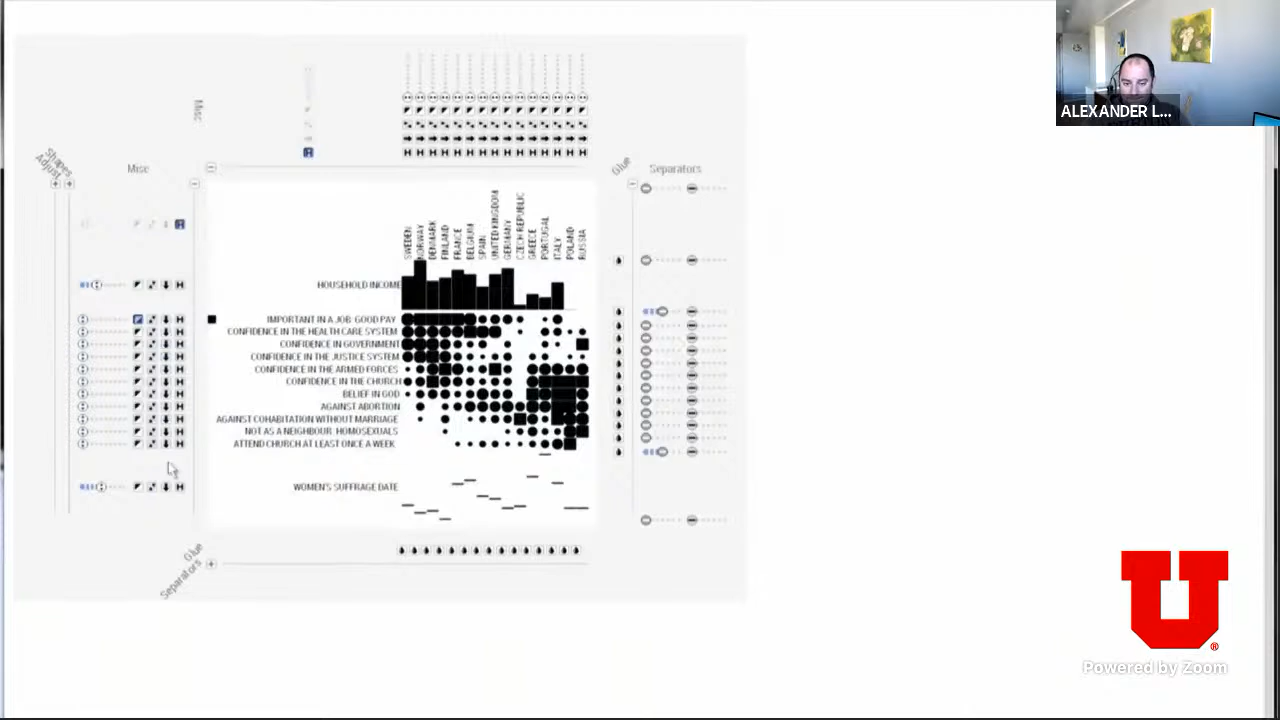 ALEXANDER L...
Misc
Shapes
Adjust
Misc
Glue
Separators
SWEDEN
NORWAY
DENMARK
FINLAND
FRANCE
BELGIUM
SPAIN
UNITED KINGDOM
GERMANY
CZECH REPUBLIC
GREECE
PORTUGAL
ITALY
POLAND
RUSSIA
HOUSEHOLD INCOME
IMPORTANT IN A JOB: GOOD PAY
CONFIDENCE IN THE HEALTH CARE SYSTEM
CONFIDENCE IN GOVERNMENT
CONFIDENCE IN THE JUSTICE SYSTEM
CONFIDENCE IN THE ARMED FORCES
CONFIDENCE IN THE CHURCH
BELIEF IN GOD
AGAINST ABORTION
AGAINST COHABITATION WITHOUT MARRIAGE
NOT AS A NEIGHBOUR: HOMOSEXUALS
ATTEND CHURCH AT LEAST ONCE A WEEK
WOMEN'S SUFFRAGE DATE
Glue
Separators
U
Powered by Zoom